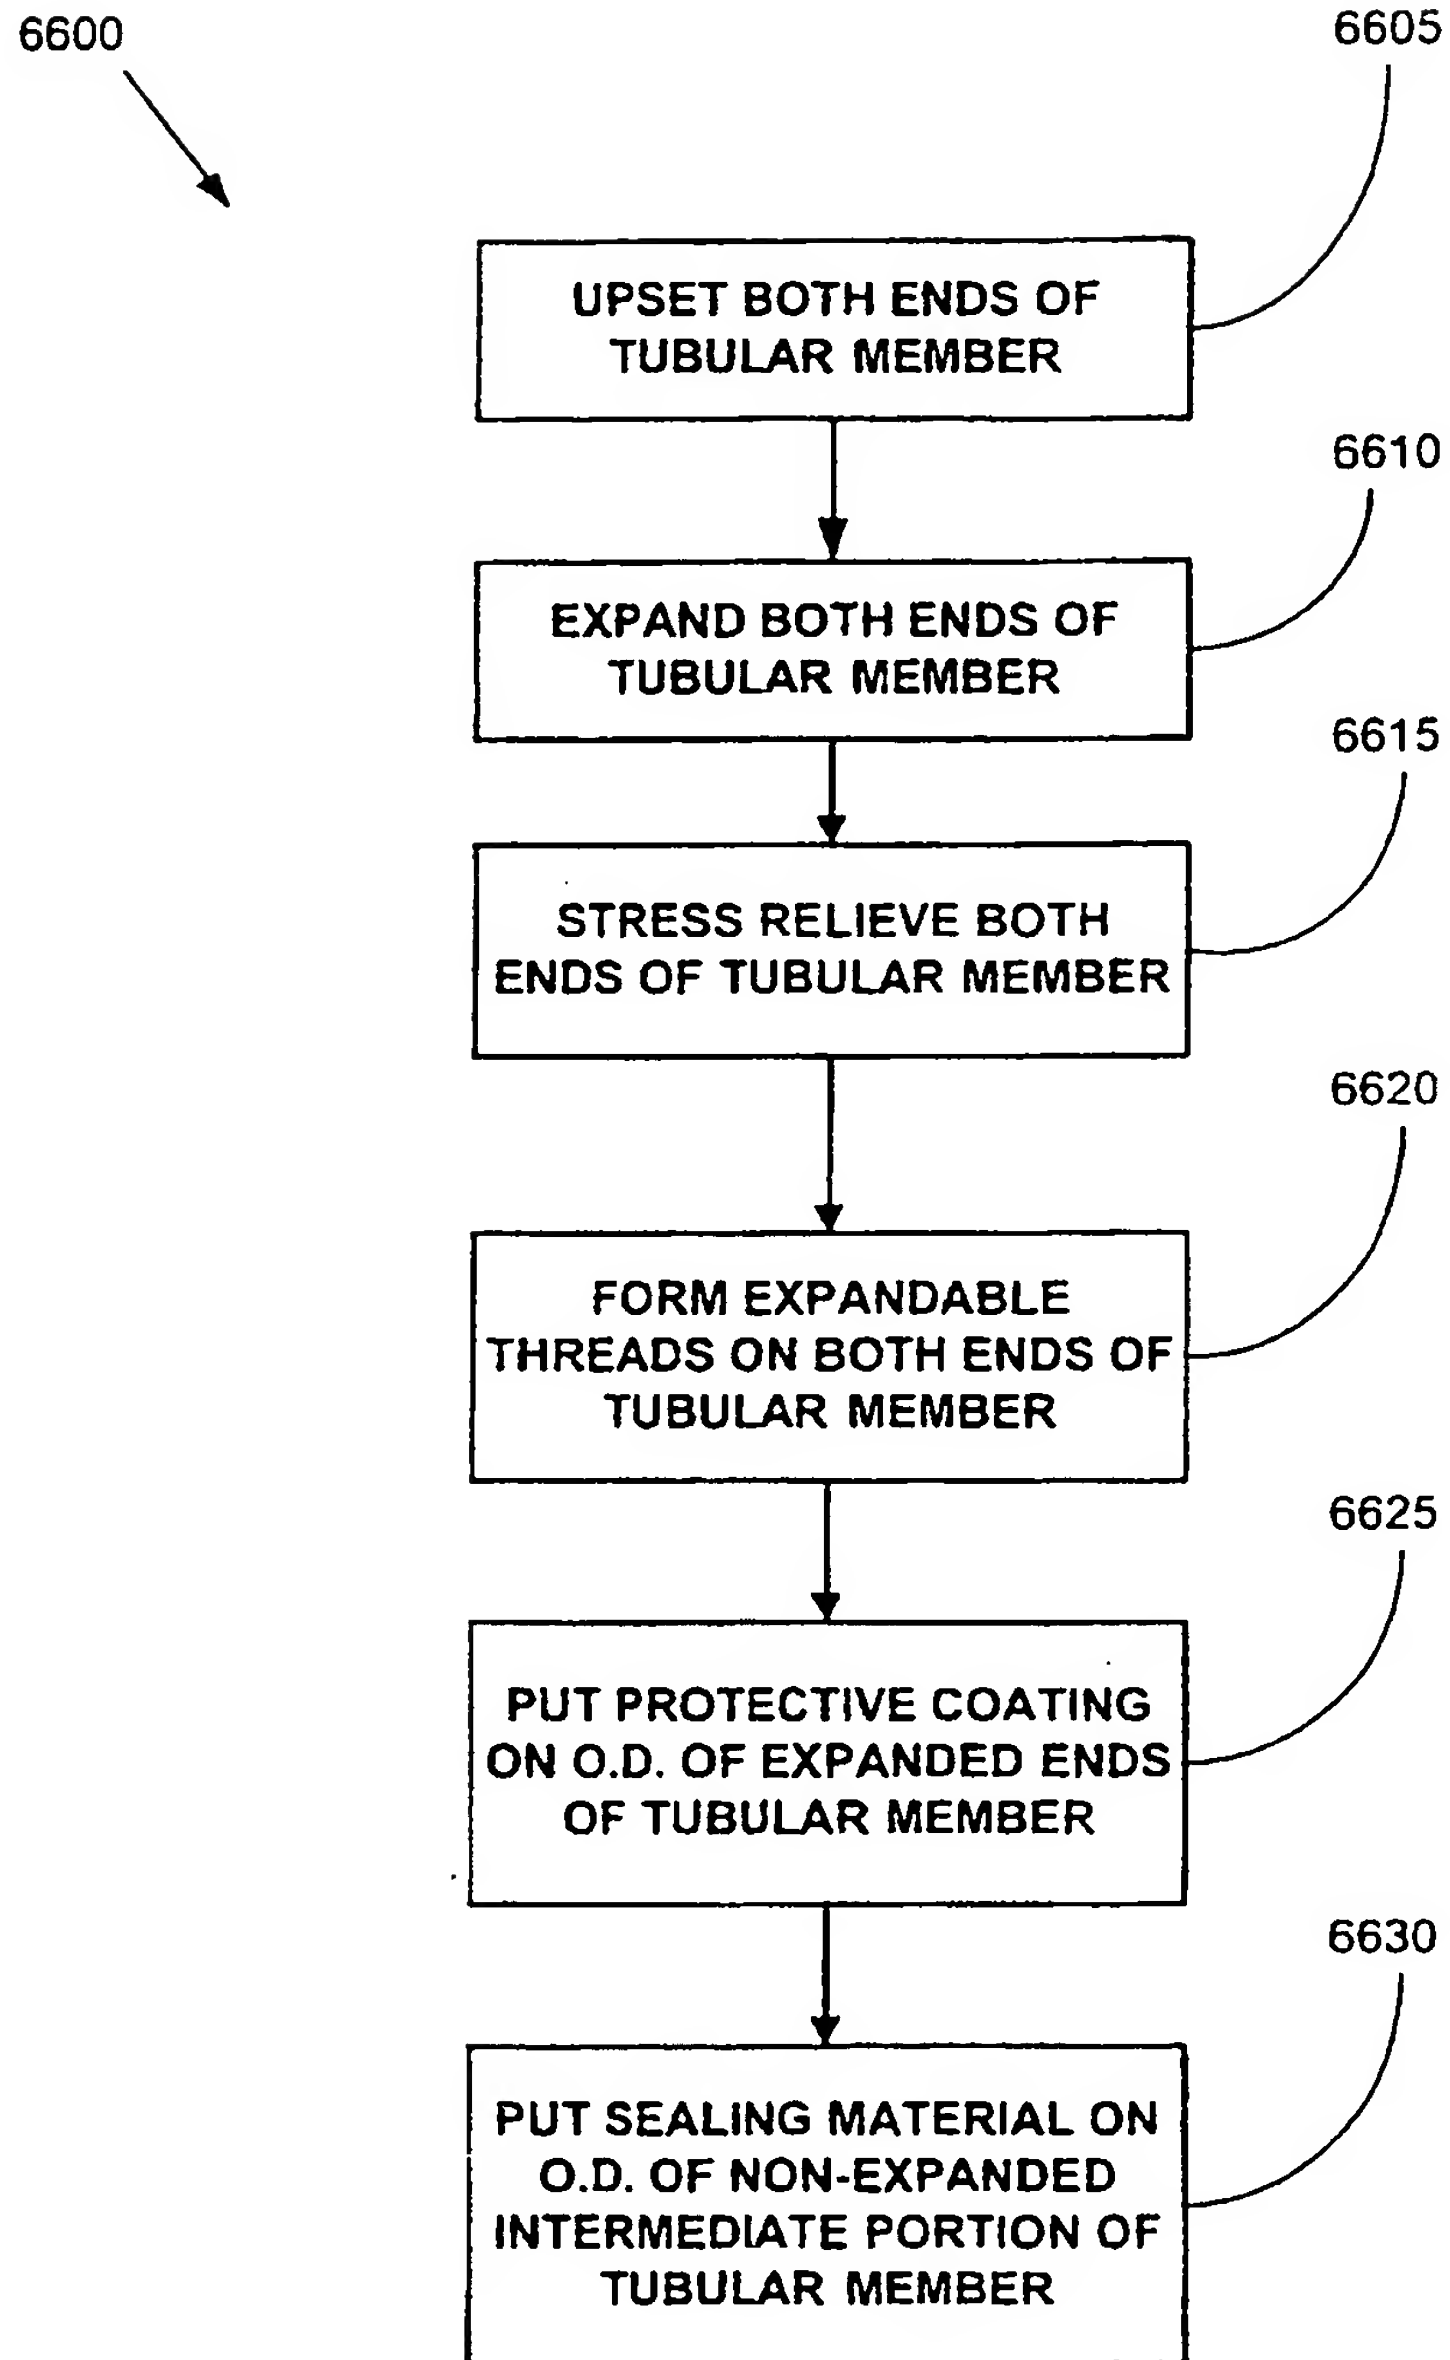 6600
6605
UPSET BOTH ENDS OF
TUBULAR MEMBER
6610
EXPAND BOTH ENDS OF
TUBULAR MEMBER
6615
STRESS RELIEVE BOTH
ENDS OF TUBULAR MEMBER
6620
FORM EXPANDABLE
THREADS ON BOTH ENDS OF
TUBULAR MEMBER
6625
PUT PROTECTIVE COATING
ON O.D. OF EXPANDED ENDS
OF TUBULAR MEMBER
6630
PUT SEALING MATERIAL ON
O.D. OF NON-EXPANDED
INTERMEDIATE PORTION OF
TUBULAR MEMBER